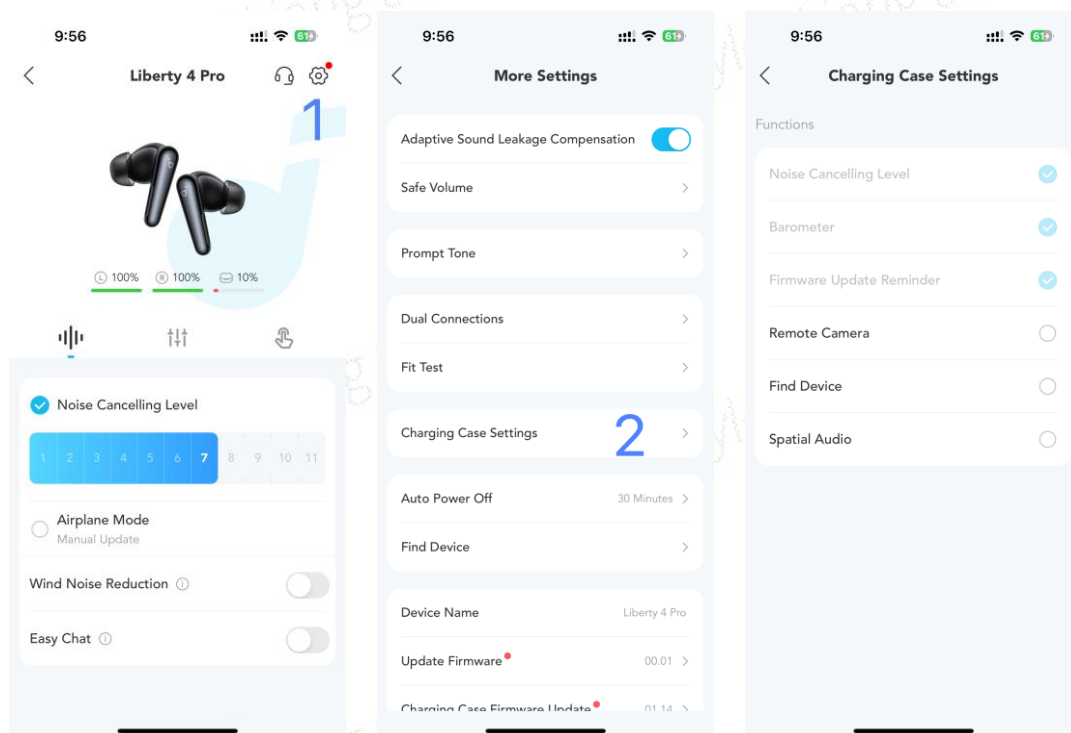 9:56
61
Liberty 4 Pro
1
L 100%
R 100%
10%
Noise Cancelling Level
1 2 3 4 5 6 7 8 9 10 11
Airplane Mode
Manual Update
Wind Noise Reduction
Easy Chat
9:56
61
More Settings
Adaptive Sound Leakage Compensation
Safe Volume
Prompt Tone
Dual Connections
Fit Test
Charging Case Settings
2
Auto Power Off 30 Minutes
Find Device
Device Name Liberty 4 Pro
Update Firmware 00.01
Charging Case Firmware Update 01.14
9:56
61
Charging Case Settings
Functions
Noise Cancelling Level
Barometer
Firmware Update Reminder
Remote Camera
Find Device
Spatial Audio